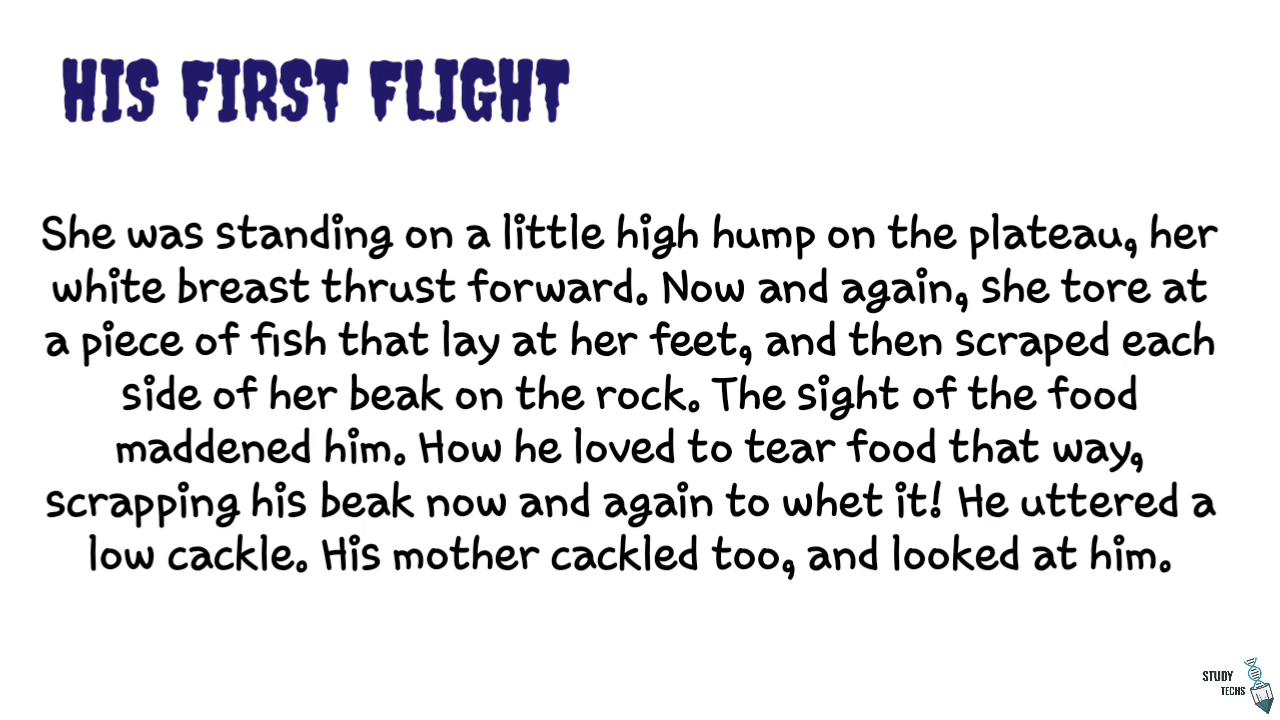 HIS FIRST FLIGHT
She was standing on a little high hump on the plateau, her
white breast thrust forward. Now and again, she tore at
a piece of fish that lay at her feet, and then scraped each
side of her beak on the rock. The sight of the food
maddened him. How he loved to tear food that way,
scrapping his beak now and again to whet it! He uttered a
low cackle. His mother cackled too, and looked at him.
STUDY
TECHS